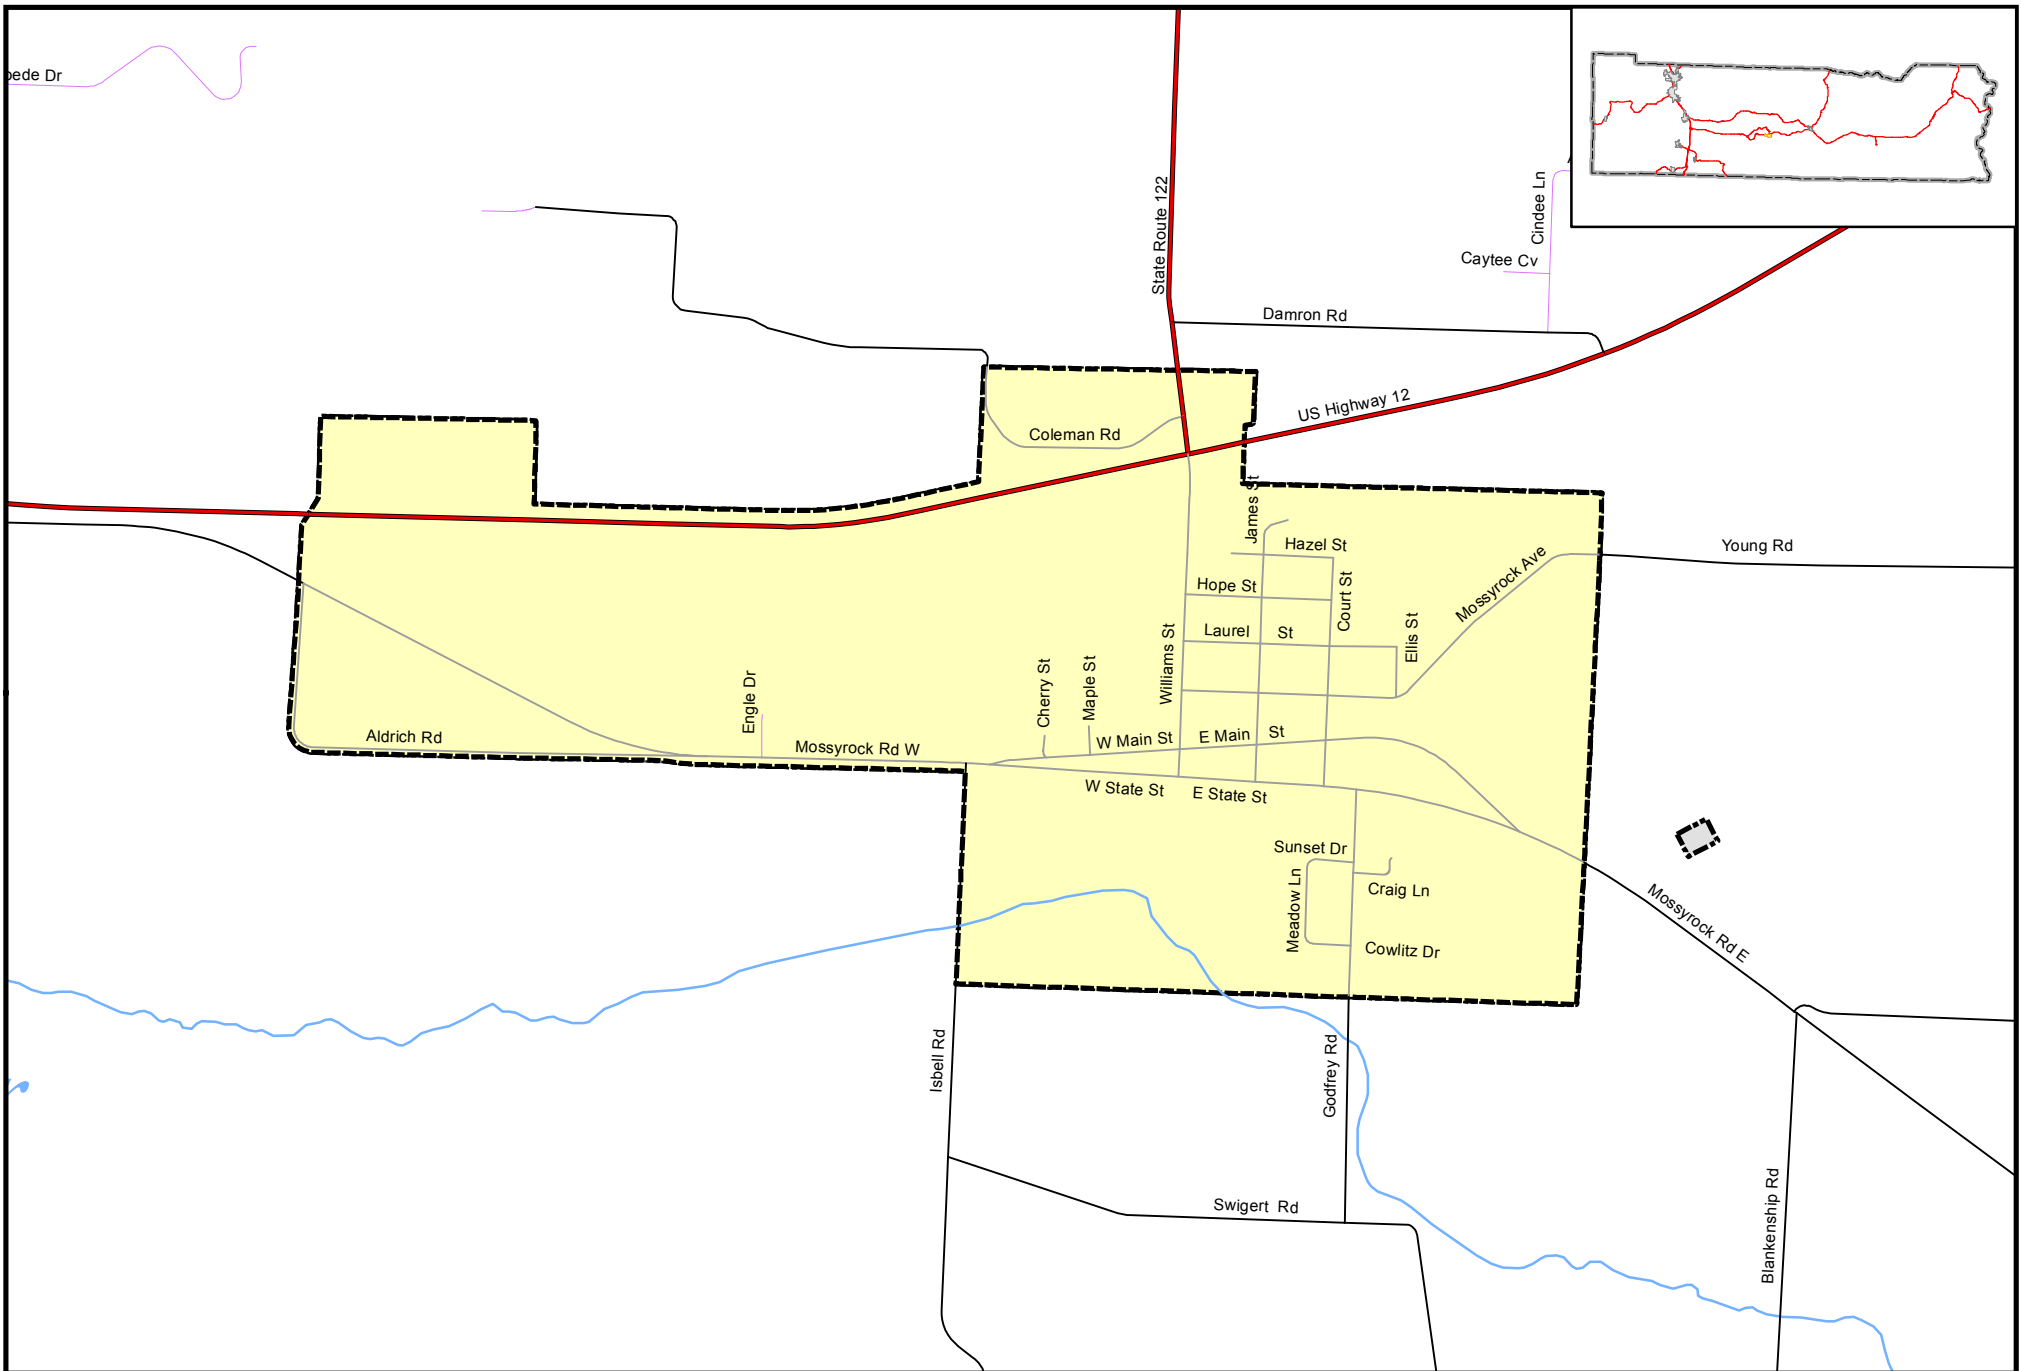 pede Dr
State Route 122
Cindee Ln
Caytee Cv
Damron Rd
US Highway 12
Coleman Rd
James St
Hazel St
Young Rd
Mossyrock Ave
Hope St
Court St
Laurel St
Ellis St
Williams St
Cherry St
Maple St
Engle Dr
Aldrich Rd
Mossyrock Rd W
W Main St
E Main St
W State St
E State St
Sunset Dr
Meadow Ln
Craig Ln
Cowlitz Dr
Mossyrock Rd E
Isbell Rd
Godfrey Rd
Swigert Rd
Blankenship Rd